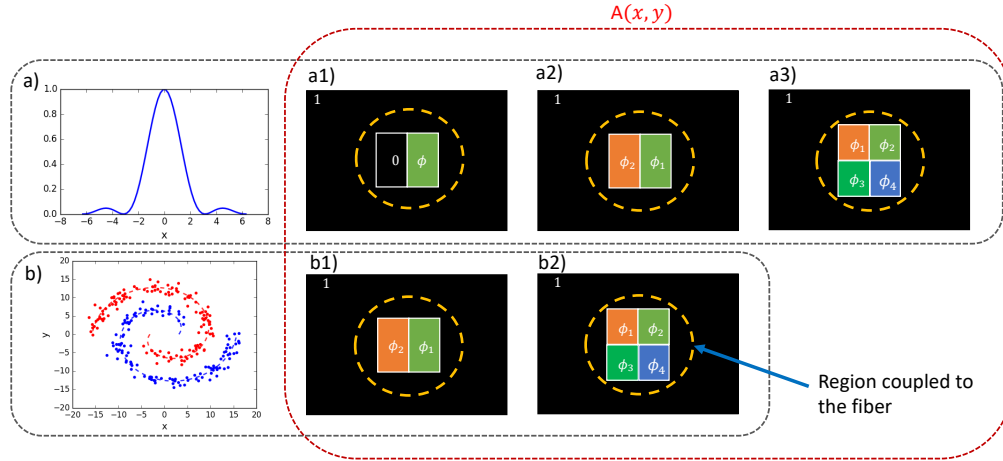 A(x, y)
a)
1.0
0.8
0.6
0.4
0.2
0.0
−8 −6 −4 −2 0 2 4 6 8
x
a1)
1
0 ϕ
a2)
1
ϕ₂ ϕ₁
a3)
1
ϕ₁ ϕ₂
ϕ₃ ϕ₄
b)
20
15
10
5
0
−5
−10
−15
−20
y
−20 −15 −10 −5 0 5 10 15 20
x
b1)
1
ϕ₂ ϕ₁
b2)
1
ϕ₁ ϕ₂
ϕ₃ ϕ₄
Region coupled to
the fiber